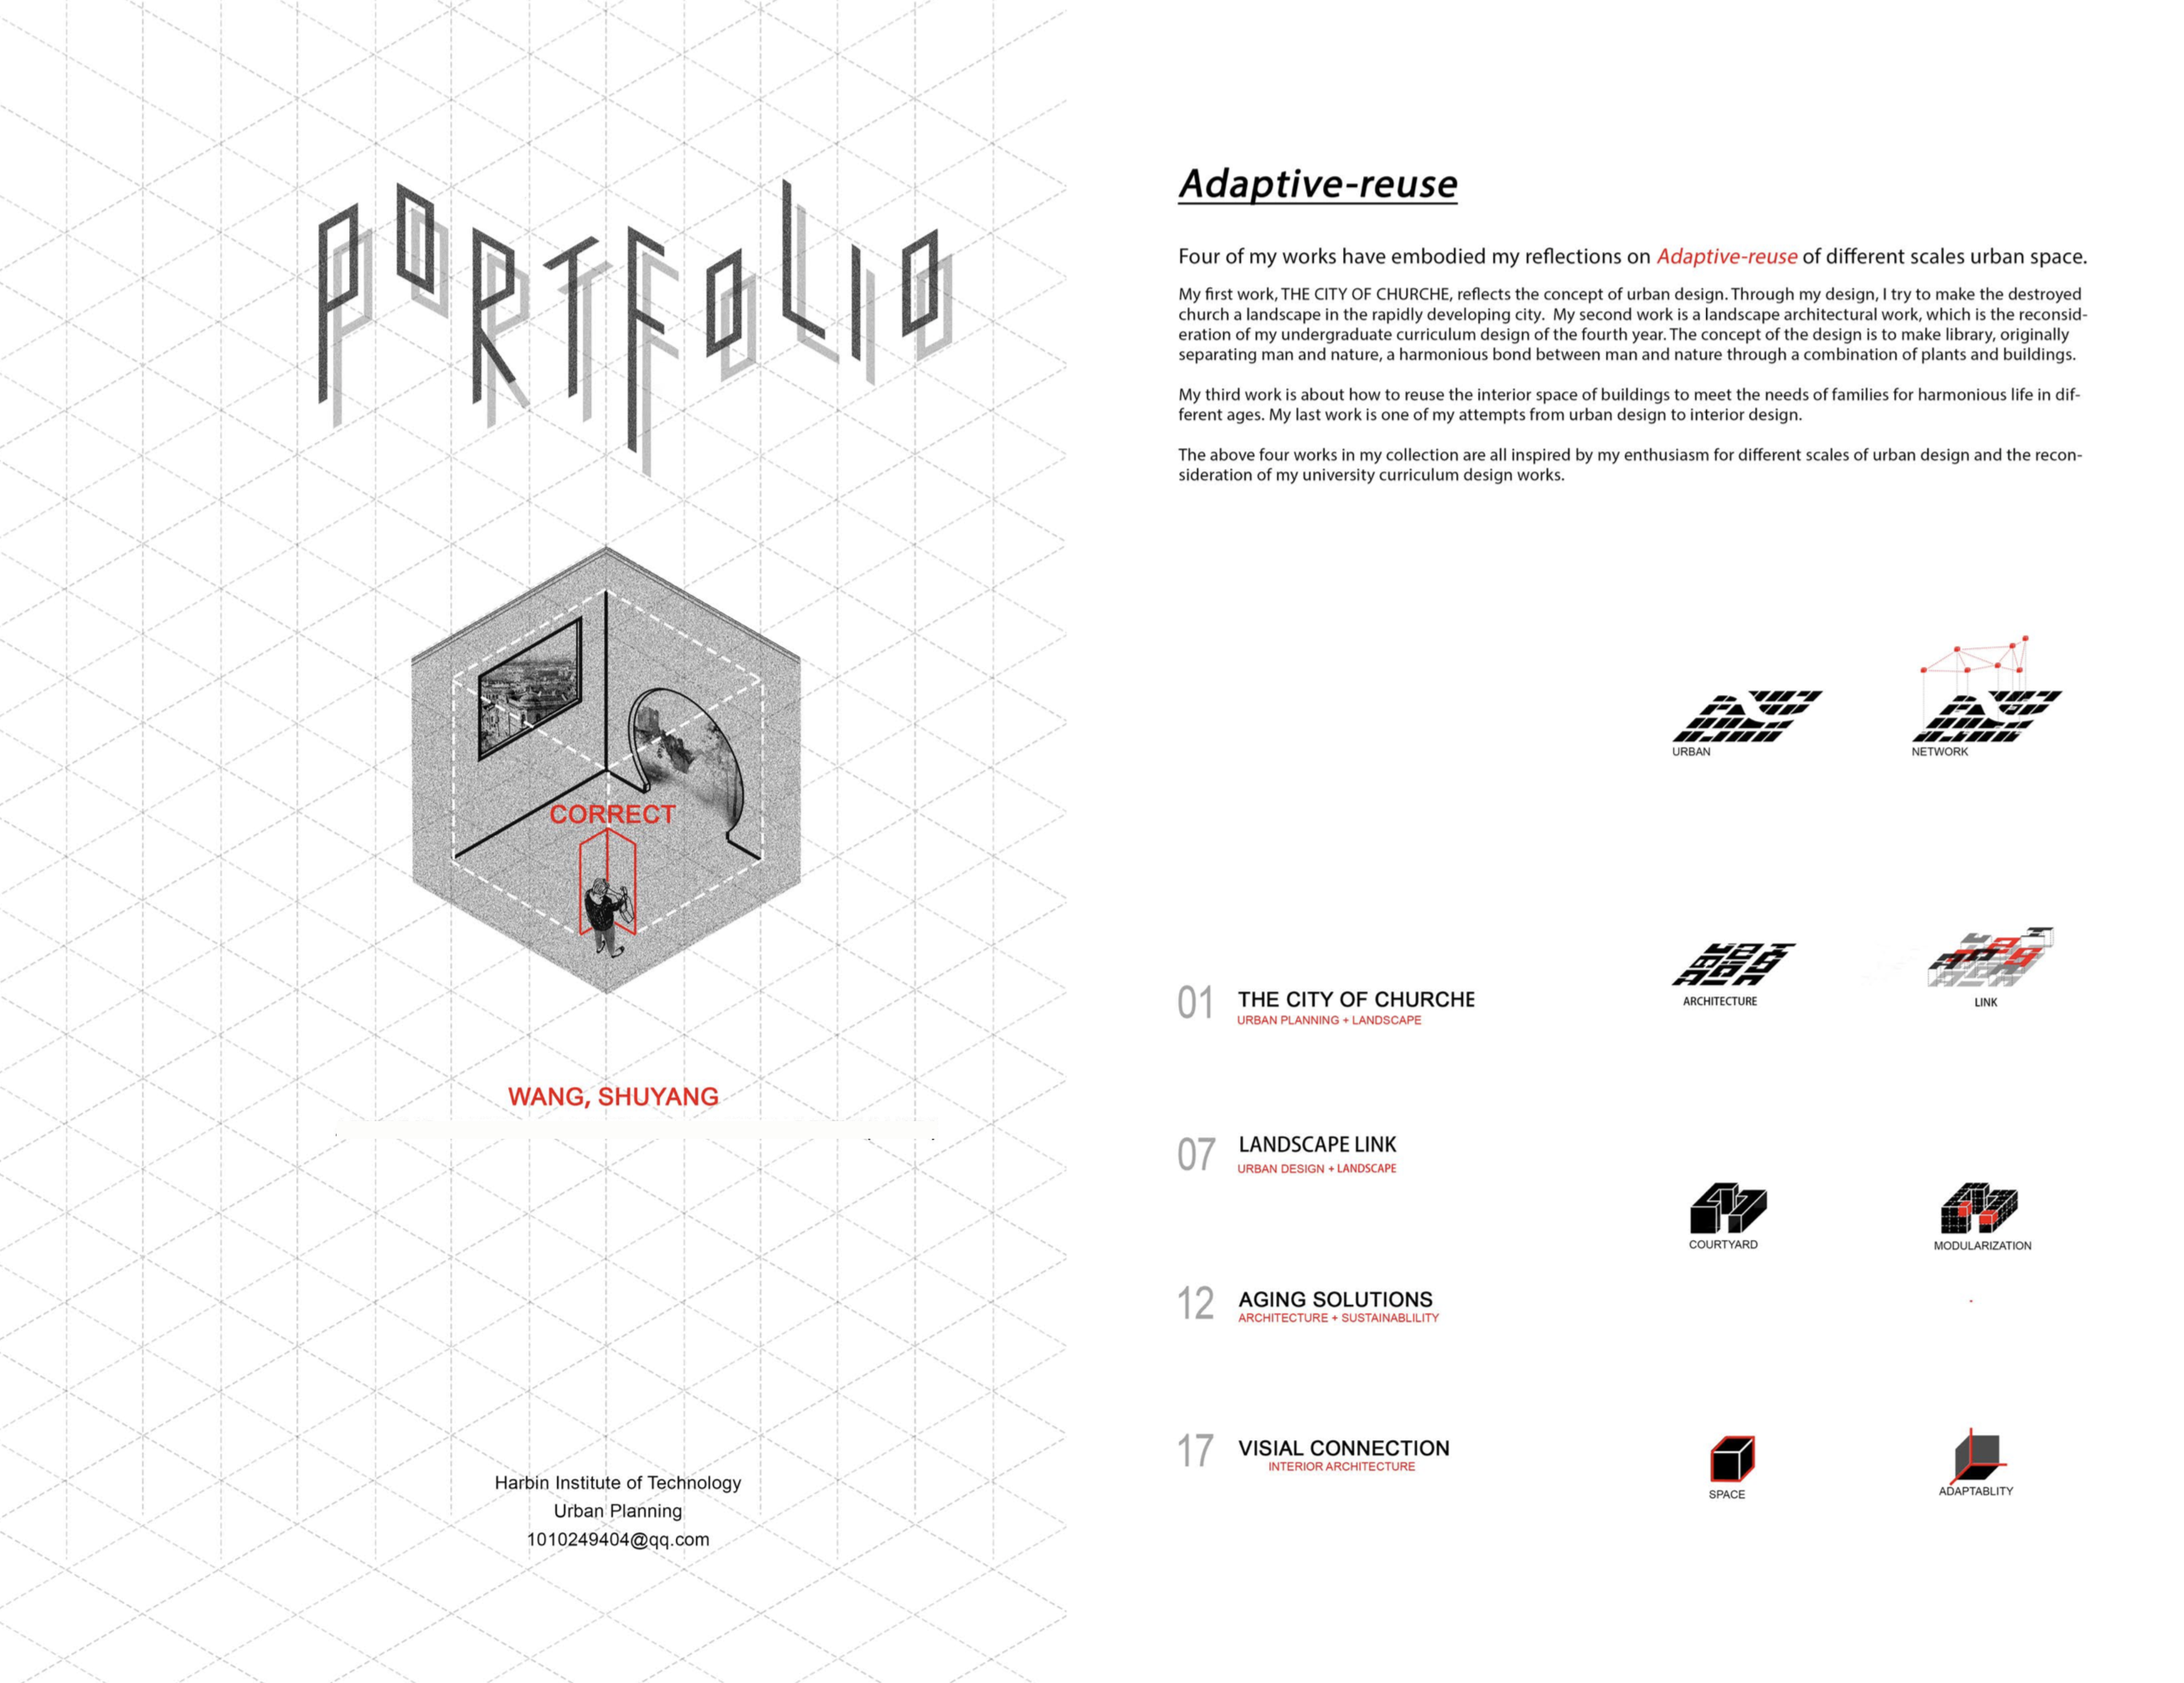 PORTFOLIO
CORRECT
WANG, SHUYANG
Harbin Institute of Technology
Urban Planning
1010249404@qq.com
Adaptive-reuse
Four of my works have embodied my reflections on Adaptive-reuse of different scales urban space.
My first work, THE CITY OF CHURCHE, reflects the concept of urban design. Through my design, I try to make the destroyed
church a landscape in the rapidly developing city. My second work is a landscape architectural work, which is the reconsid-
eration of my undergraduate curriculum design of the fourth year. The concept of the design is to make library, originally
separating man and nature, a harmonious bond between man and nature through a combination of plants and buildings.
My third work is about how to reuse the interior space of buildings to meet the needs of families for harmonious life in dif-
ferent ages. My last work is one of my attempts from urban design to interior design.
The above four works in my collection are all inspired by my enthusiasm for different scales of urban design and the recon-
sideration of my university curriculum design works.
URBAN
NETWORK
01 THE CITY OF CHURCHE
URBAN PLANNING + LANDSCAPE
ARCHITECTURE
LINK
07 LANDSCAPE LINK
URBAN DESIGN + LANDSCAPE
COURTYARD
MODULARIZATION
12 AGING SOLUTIONS
ARCHITECTURE + SUSTAINABLILITY
17 VISIAL CONNECTION
INTERIOR ARCHITECTURE
SPACE
ADAPTABLITY